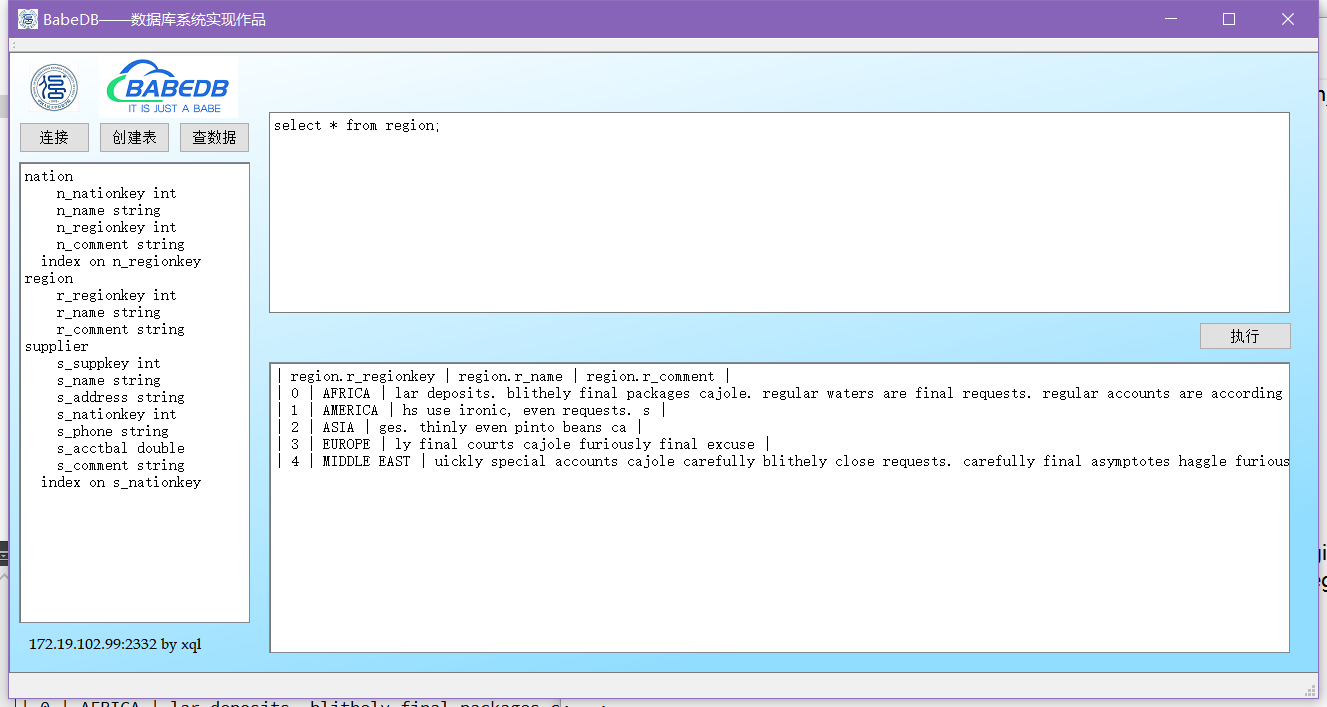 BabeDB——数据库系统实现作品
BABEDB
IT IS JUST A BABE
连接 创建表 查数据
select * from region;
nation
n_nationkey int
n_name string
n_regionkey int
n_comment string
index on n_regionkey
region
r_regionkey int
r_name string
r_comment string
supplier
s_suppkey int
s_name string
s_address string
s_nationkey int
s_phone string
s_acctbal double
s_comment string
index on s_nationkey
执行
| region.r_regionkey | region.r_name | region.r_comment |
| 0 | AFRICA | lar deposits. blithely final packages cajole. regular waters are final requests. regular accounts are according
| 1 | AMERICA | hs use ironic, even requests. s |
| 2 | ASIA | ges. thinly even pinto beans ca |
| 3 | EUROPE | ly final courts cajole furiously final excuse |
| 4 | MIDDLE EAST | uickly special accounts cajole carefully blithely close requests. carefully final asymptotes haggle furious
172.19.102.99:2332 by xql
| 0 | AFRICA | lar deposits. blithely final packages c